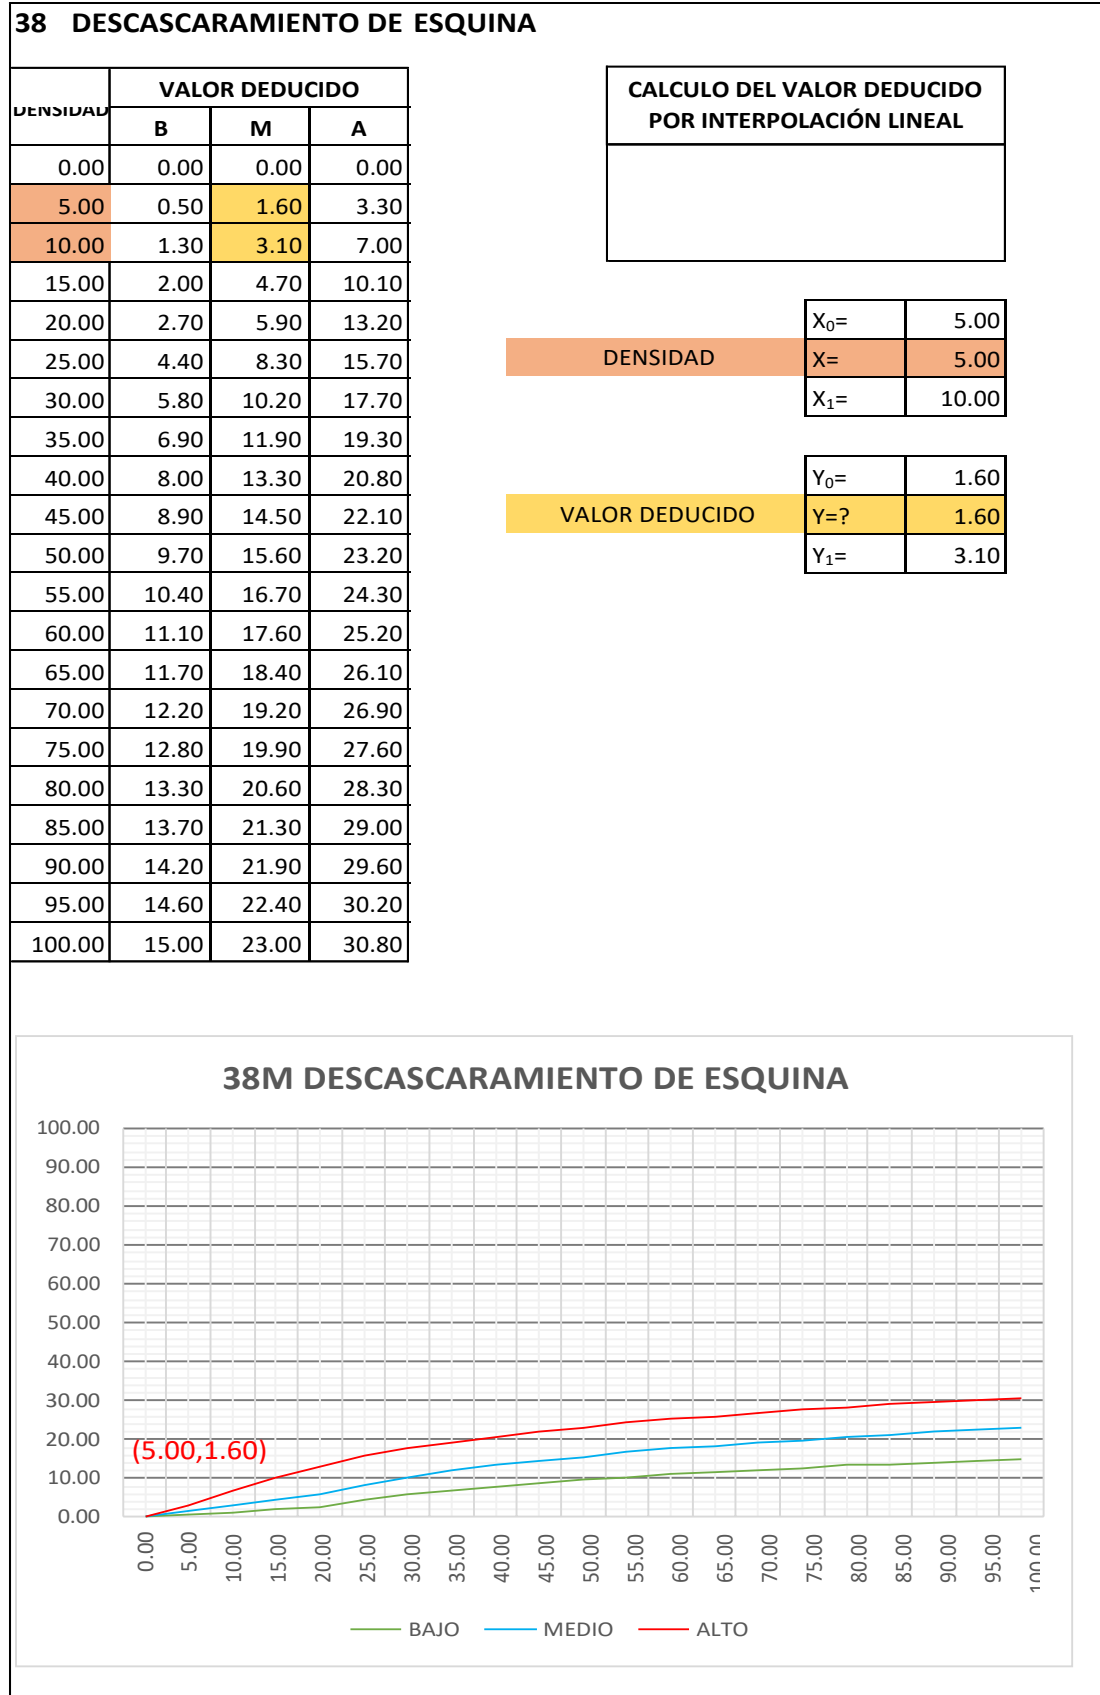 38 DESCASCARAMIENTO DE ESQUINA
DENSIDAD VALOR DEDUCIDO
B M A
0.00 0.00 0.00 0.00
5.00 0.50 1.60 3.30
10.00 1.30 3.10 7.00
15.00 2.00 4.70 10.10
20.00 2.70 5.90 13.20
25.00 4.40 8.30 15.70
30.00 5.80 10.20 17.70
35.00 6.90 11.90 19.30
40.00 8.00 13.30 20.80
45.00 8.90 14.50 22.10
50.00 9.70 15.60 23.20
55.00 10.40 16.70 24.30
60.00 11.10 17.60 25.20
65.00 11.70 18.40 26.10
70.00 12.20 19.20 26.90
75.00 12.80 19.90 27.60
80.00 13.30 20.60 28.30
85.00 13.70 21.30 29.00
90.00 14.20 21.90 29.60
95.00 14.60 22.40 30.20
100.00 15.00 23.00 30.80
CALCULO DEL VALOR DEDUCIDO
POR INTERPOLACIÓN LINEAL
X₀= 5.00
DENSIDAD X= 5.00
X₁= 10.00
Y₀= 1.60
VALOR DEDUCIDO Y=? 1.60
Y₁= 3.10
38M DESCASCARAMIENTO DE ESQUINA
100.00
90.00
80.00
70.00
60.00
50.00
40.00
30.00
20.00
10.00
0.00
(5.00,1.60)
0.00 5.00 10.00 15.00 20.00 25.00 30.00 35.00 40.00 45.00 50.00 55.00 60.00 65.00 70.00 75.00 80.00 85.00 90.00 95.00 100.00
BAJO MEDIO ALTO